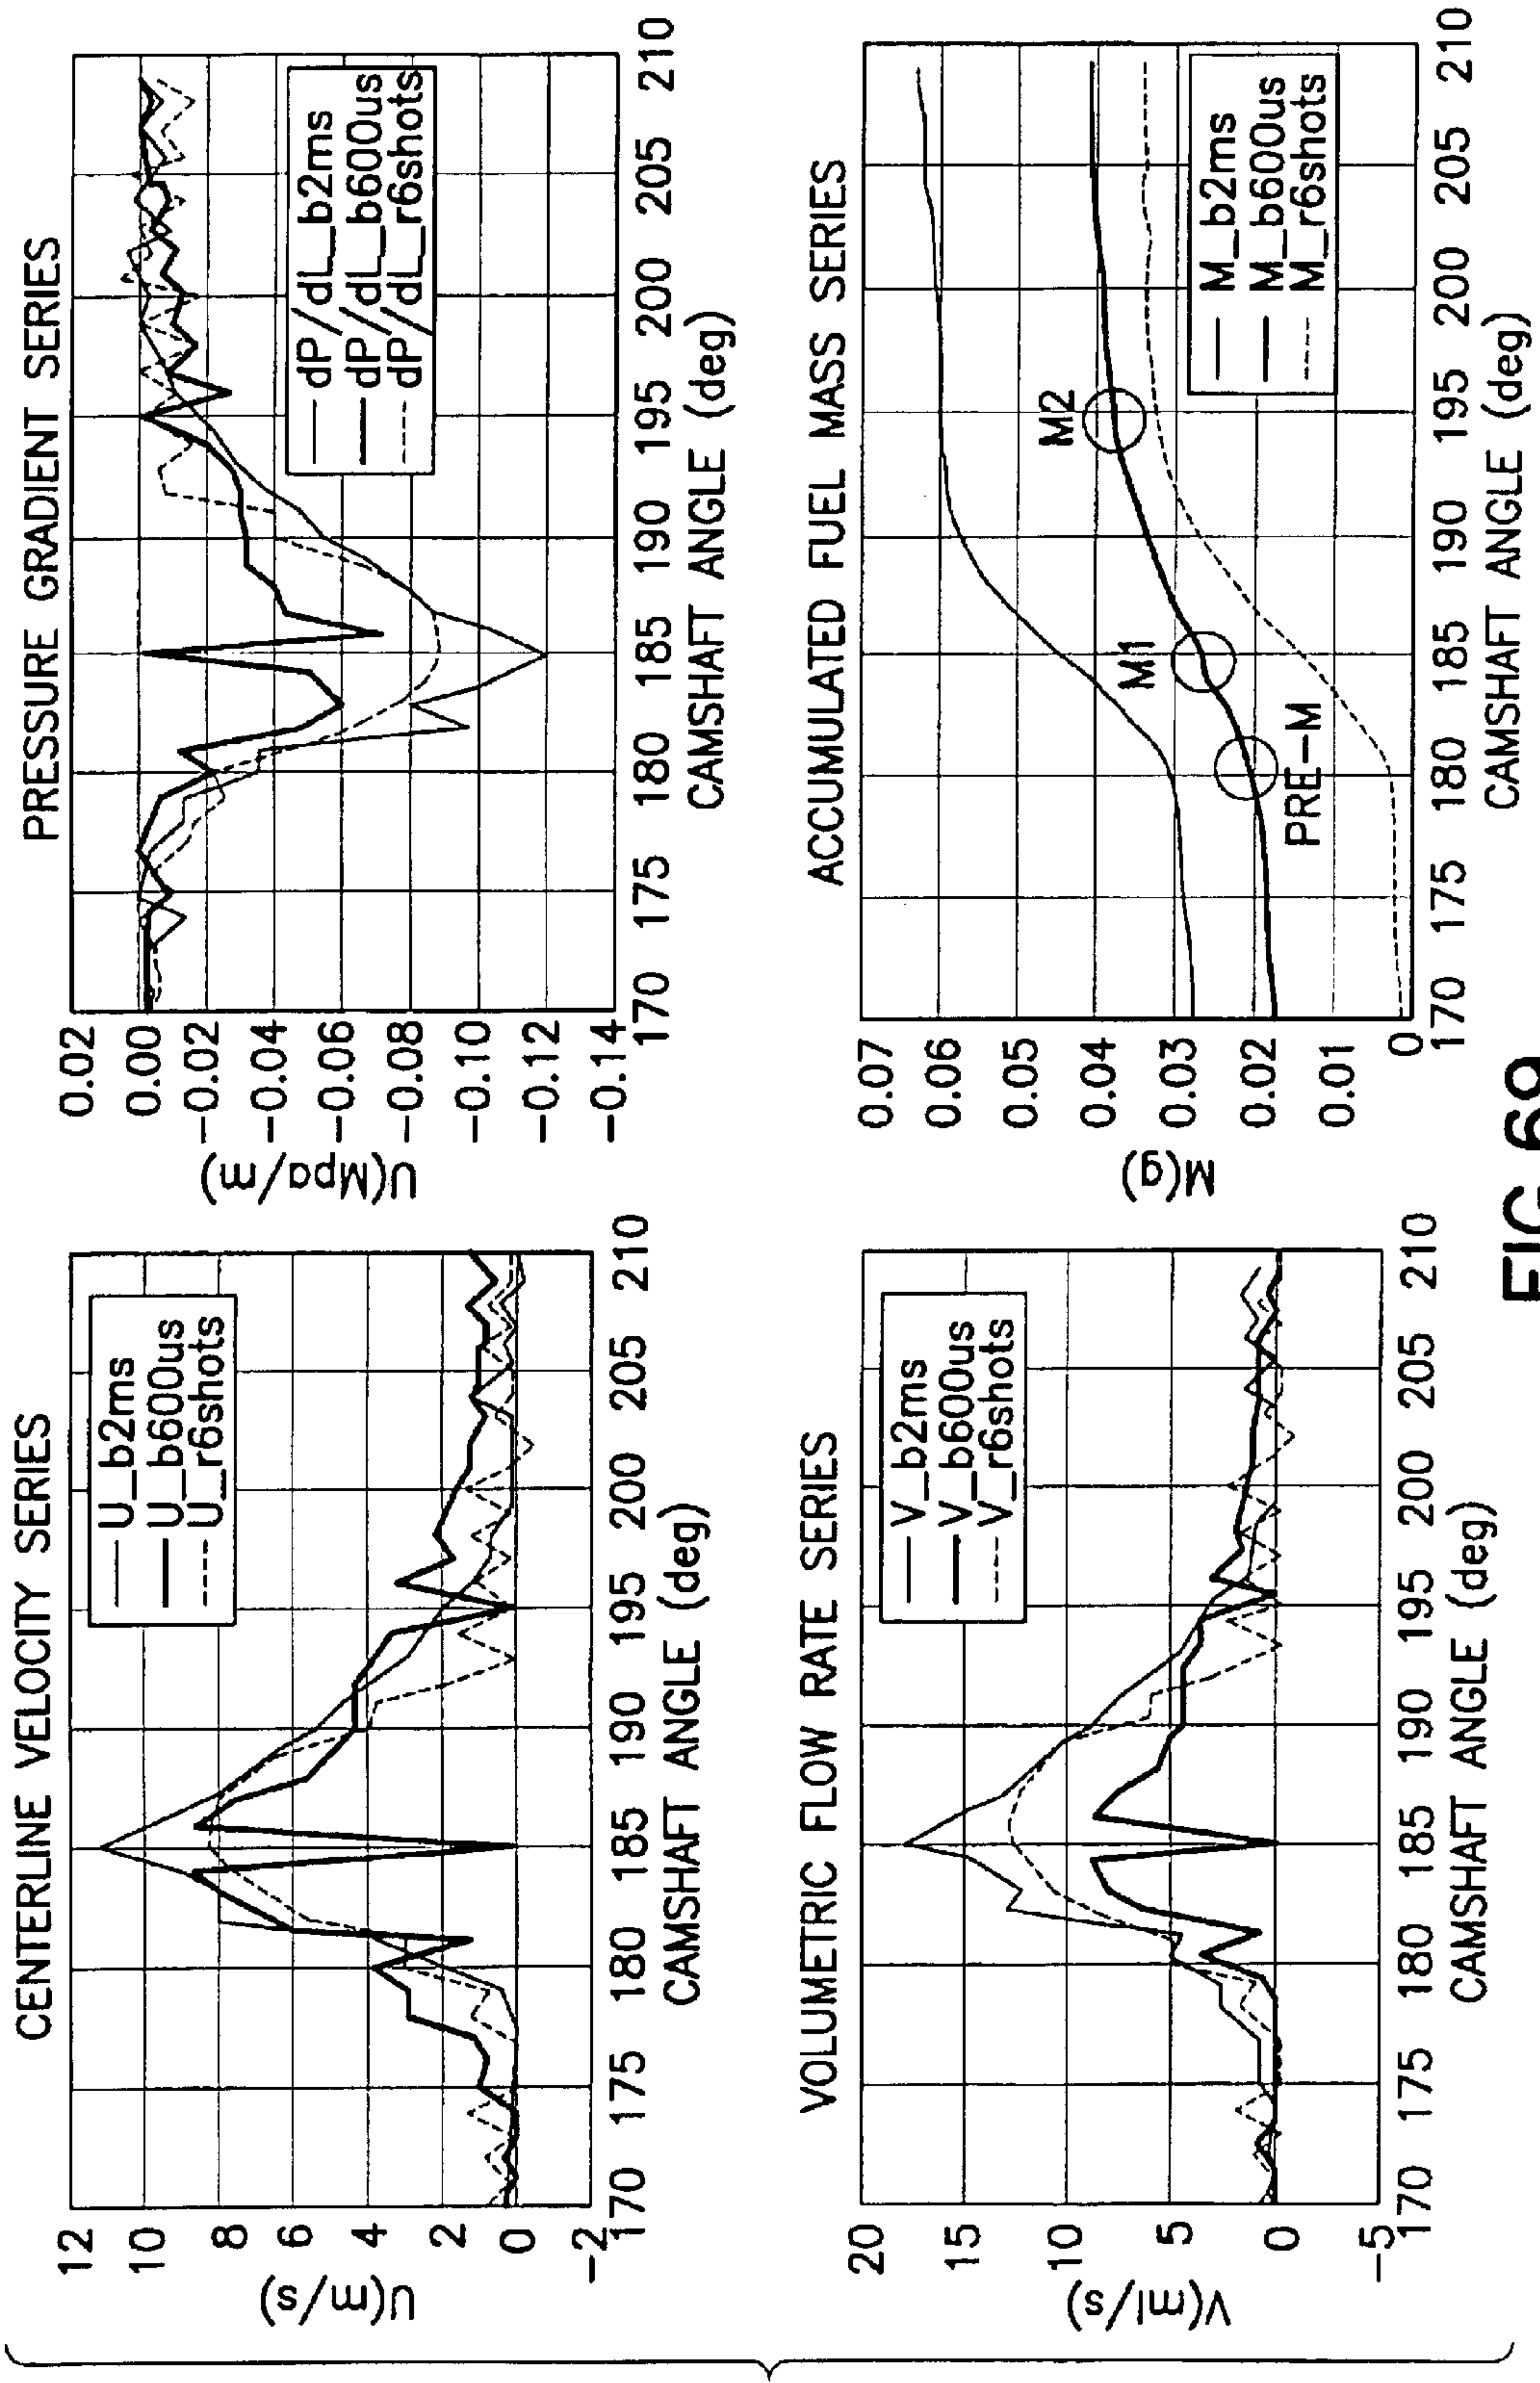 CENTERLINE VELOCITY SERIES
U(m/s)
12
10
8
6
4
2
0
-2
170 175 180 185 190 195 200 205 210
CAMSHAFT ANGLE (deg)
U_b2ms
U_b600us
U_r6shots
PRESSURE GRADIENT SERIES
U(Mpa/m)
0.02
0.00
-0.02
-0.04
-0.06
-0.08
-0.10
-0.12
-0.14
170 175 180 185 190 195 200 205 210
CAMSHAFT ANGLE (deg)
dP/dL_b2ms
dP/dL_b600us
dP/dL_r6shots
VOLUMETRIC FLOW RATE SERIES
V(ml/s)
20
15
10
5
0
-5
170 175 180 185 190 195 200 205 210
CAMSHAFT ANGLE (deg)
V_b2ms
V_b600us
V_r6shots
ACCUMULATED FUEL MASS SERIES
M(g)
0.07
0.06
0.05
0.04
0.03
0.02
0.01
0
170 175 180 185 190 195 200 205 210
CAMSHAFT ANGLE (deg)
M2
M1
PRE-M
M_b2ms
M_b600us
M_r6shots